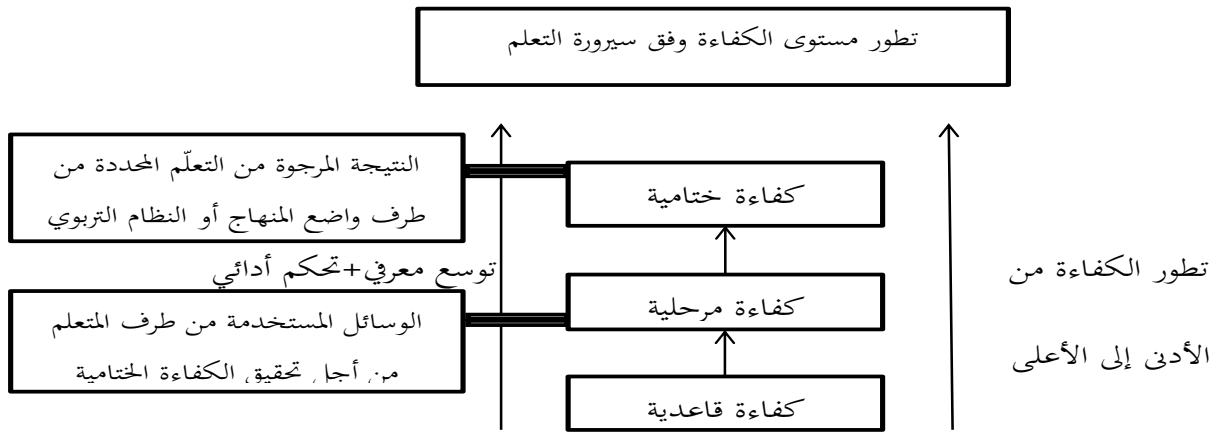 تطور مستوى الكفاءة وفق سيرورة التعلم
النتيجة المرجوة من التعلّم المحددة من
طرف واضع المنهاج أو النظام التربوي
كفاءة ختامية
توسع معرفي+تحكم أدائي
تطور الكفاءة من
الأدنى إلى الأعلى
كفاءة مرحلية
الوسائل المستخدمة من طرف المتعلم
من أجل تحقيق الكفاءة الختامية
كفاءة قاعدية